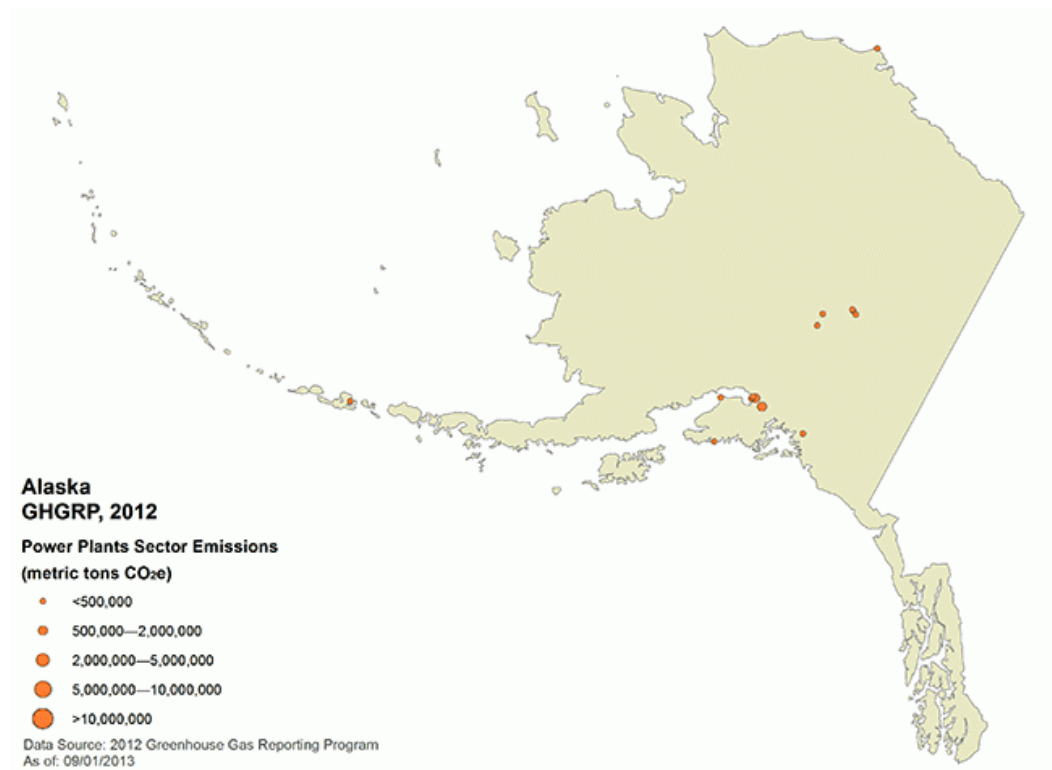 Alaska
GHGRP, 2012
Power Plants Sector Emissions
(metric tons CO₂e)
<500,000
500,000—2,000,000
2,000,000—5,000,000
5,000,000—10,000,000
>10,000,000
Data Source: 2012 Greenhouse Gas Reporting Program
As of: 09/01/2013